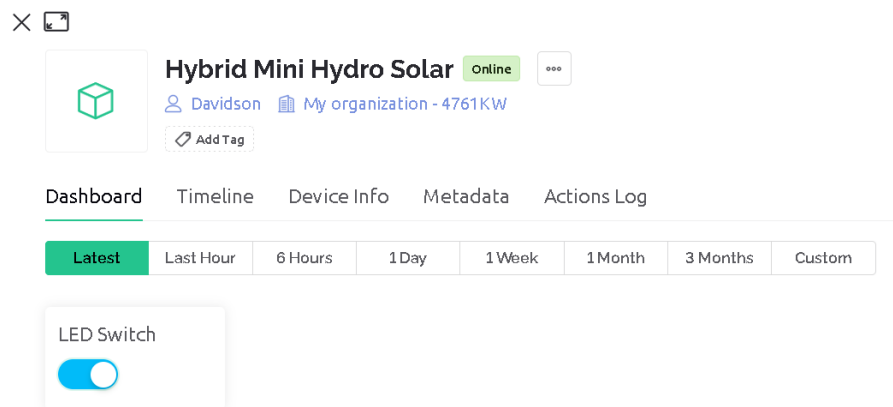 Hybrid Mini Hydro Solar Online
Davidson My organization - 4761KW
Add Tag
Dashboard Timeline Device Info Metadata Actions Log
Latest Last Hour 6 Hours 1 Day 1 Week 1 Month 3 Months Custom
LED Switch